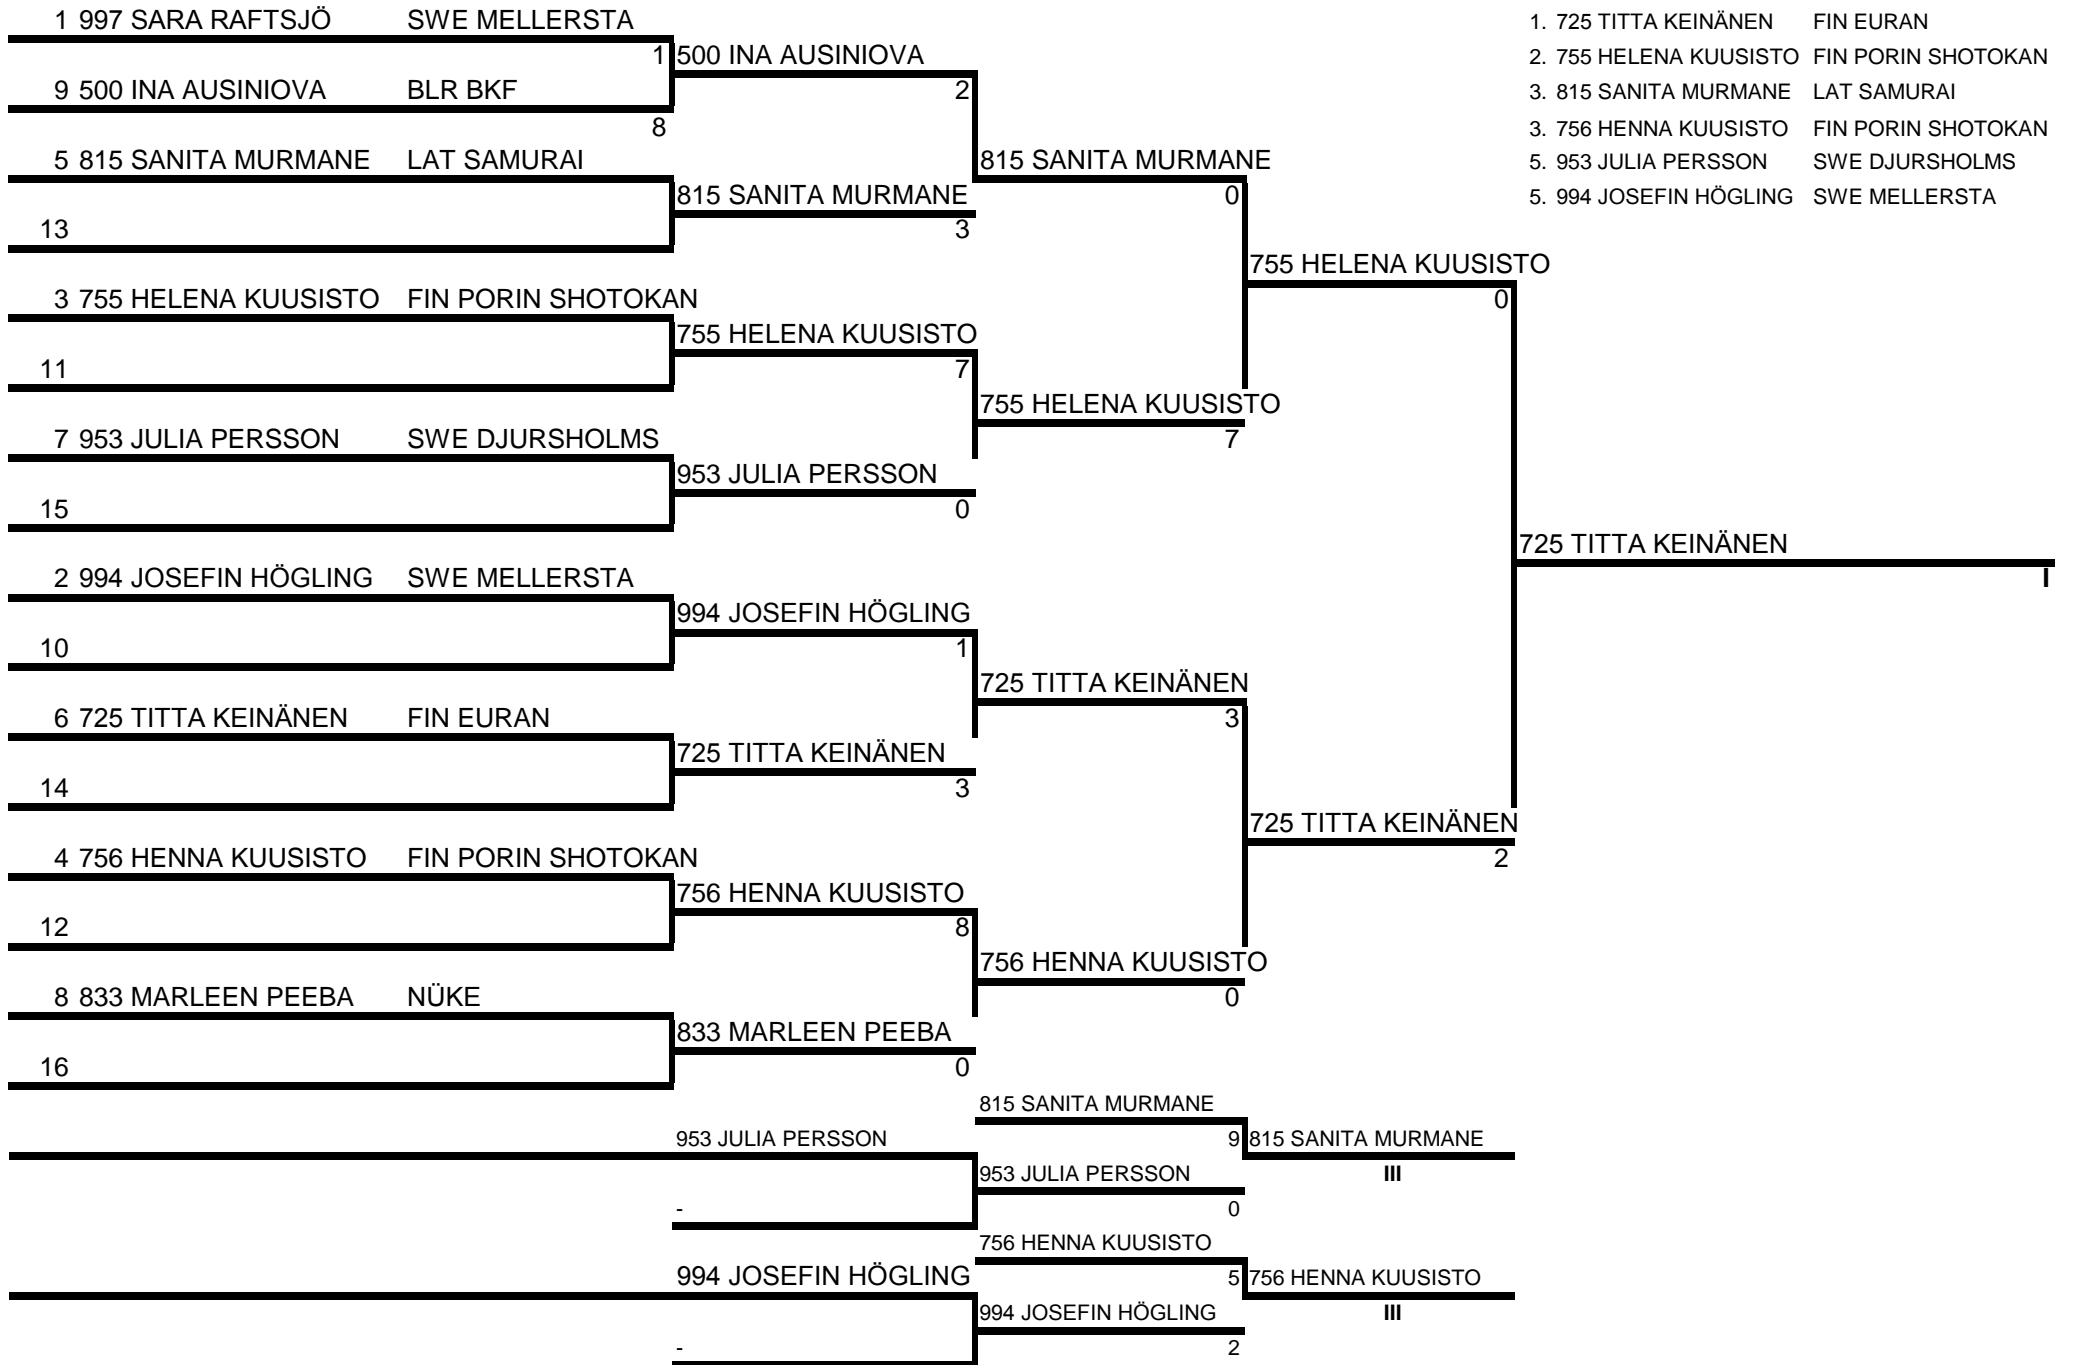 1 997 SARA RAFTSJÖ SWE MELLERSTA
1. 725 TITTA KEINÄNEN FIN EURAN
1 500 INA AUSINIOVA
2. 755 HELENA KUUSISTO FIN PORIN SHOTOKAN
9 500 INA AUSINIOVA BLR BKF
2
3. 815 SANITA MURMANE LAT SAMURAI
8
3. 756 HENNA KUUSISTO FIN PORIN SHOTOKAN
5 815 SANITA MURMANE LAT SAMURAI
815 SANITA MURMANE
5. 953 JULIA PERSSON SWE DJURSHOLMS
815 SANITA MURMANE
0
5. 994 JOSEFIN HÖGLING SWE MELLERSTA
13
3
755 HELENA KUUSISTO
3 755 HELENA KUUSISTO FIN PORIN SHOTOKAN
0
755 HELENA KUUSISTO
11
7
755 HELENA KUUSISTO
7 953 JULIA PERSSON SWE DJURSHOLMS
7
953 JULIA PERSSON
15
0
725 TITTA KEINÄNEN
2 994 JOSEFIN HÖGLING SWE MELLERSTA
I
994 JOSEFIN HÖGLING
10
1
725 TITTA KEINÄNEN
6 725 TITTA KEINÄNEN FIN EURAN
3
725 TITTA KEINÄNEN
14
3
725 TITTA KEINÄNEN
4 756 HENNA KUUSISTO FIN PORIN SHOTOKAN
2
756 HENNA KUUSISTO
12
8
756 HENNA KUUSISTO
8 833 MARLEEN PEEBA NÜKE
0
833 MARLEEN PEEBA
16
0
815 SANITA MURMANE
953 JULIA PERSSON
9 815 SANITA MURMANE
953 JULIA PERSSON
III
-
0
756 HENNA KUUSISTO
994 JOSEFIN HÖGLING
5 756 HENNA KUUSISTO
994 JOSEFIN HÖGLING
III
-
2